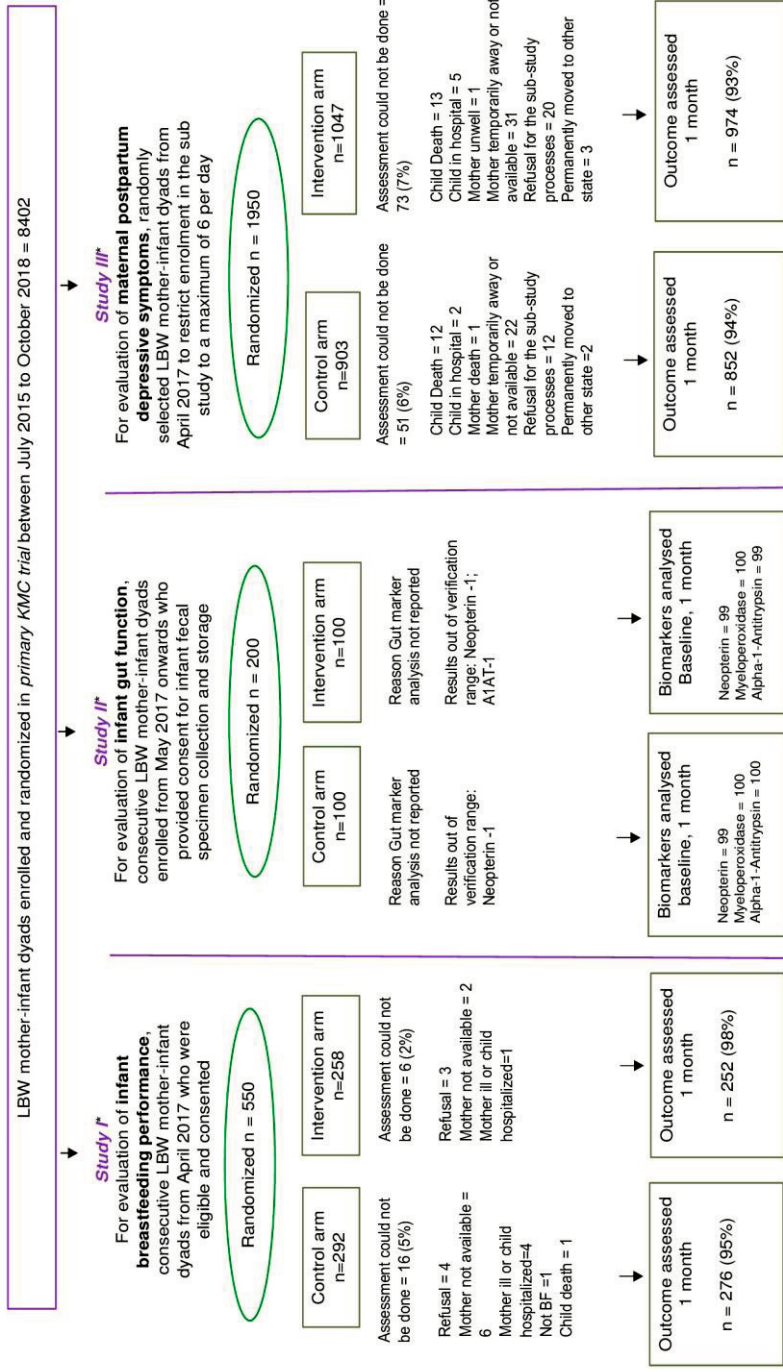 LBW mother-infant dyads enrolled and randomized in primary KMC trial between July 2015 to October 2018 = 8402
Study I*
For evaluation of infant
breastfeeding performance,
consecutive LBW mother-infant
dyads from April 2017 who were
eligible and consented
Randomized n = 550
Control arm
n=292
Assessment could not
be done = 16 (5%)
Refusal = 4
Mother not available =
6
Mother ill or child
hospitalized=4
Not BF =1
Child death = 1
Outcome assessed
1 month
n = 276 (95%)
Intervention arm
n=258
Assessment could not
be done = 6 (2%)
Refusal = 3
Mother not available = 2
Mother ill or child
hospitalized=1
Outcome assessed
1 month
n = 252 (98%)
Study II*
For evaluation of infant gut function,
consecutive LBW mother-infant dyads
enrolled from May 2017 onwards who
provided consent for infant fecal
specimen collection and storage
Randomized n = 200
Control arm
n=100
Reason Gut marker
analysis not reported
Results out of
verification range:
Neopterin -1
Biomarkers analysed
baseline, 1 month
Neopterin = 99
Myeloperoxidase = 100
Alpha-1-Antitrypsin = 100
Intervention arm
n=100
Reason Gut marker
analysis not reported
Results out of verification
range: Neopterin -1;
A1AT-1
Biomarkers analysed
Baseline, 1 month
Neopterin = 99
Myeloperoxidase = 100
Alpha-1-Antitrypsin = 99
Study III*
For evaluation of maternal postpartum
depressive symptoms, randomly
selected LBW mother-infant dyads from
April 2017 to restrict enrolment in the sub
study to a maximum of 6 per day
Randomized n = 1950
Control arm
n=903
Assessment could not be done
= 51 (6%)
Child Death = 12
Child in hospital = 2
Mother death = 1
Mother temporarily away or
not available = 22
Refusal for the sub-study
processes = 12
Permanently moved to
other state =2
Outcome assessed
1 month
n = 852 (94%)
Intervention arm
n=1047
Assessment could not be done =
73 (7%)
Child Death = 13
Child in hospital = 5
Mother unwell = 1
Mother temporarily away or not
available = 31
Refusal for the sub-study
processes = 20
Permanently moved to other
state = 3
Outcome assessed
1 month
n = 974 (93%)